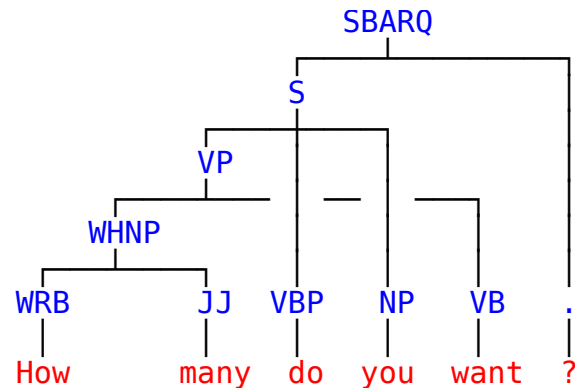 SBARQ
S
VP
WHNP
WRB JJ VBP NP VB .
How many do you want ?